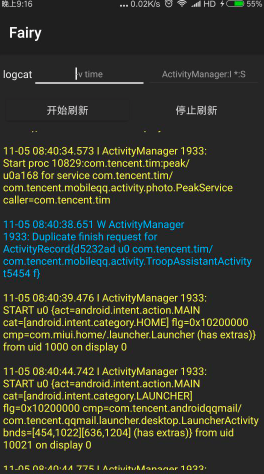 晚上9:16 ... 0.02K/s HD 55%
Fairy
logcat v time ActivityManager:I *:S
开始刷新 停止刷新
11-05 08:40:34.573 I ActivityManager 1933:
Start proc 10829:com.tencent.tim:peak/
u0a168 for service com.tencent.tim/
com.tencent.mobileqq.activity.photo.PeakService
caller=com.tencent.tim
11-05 08:40:38.651 W ActivityManager
1933: Duplicate finish request for
ActivityRecord{d5232ad u0 com.tencent.tim/
com.tencent.mobileqq.activity.TroopAssistantActivity
t5454 f}
11-05 08:40:39.476 I ActivityManager 1933:
START u0 {act=android.intent.action.MAIN
cat=[android.intent.category.HOME] flg=0x10200000
cmp=com.miui.home/.launcher.Launcher (has extras)}
from uid 1000 on display 0
11-05 08:40:44.742 I ActivityManager 1933:
START u0 {act=android.intent.action.MAIN
cat=[android.intent.category.LAUNCHER]
flg=0x10200000 cmp=com.tencent.androidqqmail/
com.tencent.qqmail.launcher.desktop.LauncherActivity
bnds=[454,1022][636,1204] (has extras)} from uid
10021 on display 0
11-05 08:40:44.775 I ActivityManager 1933: